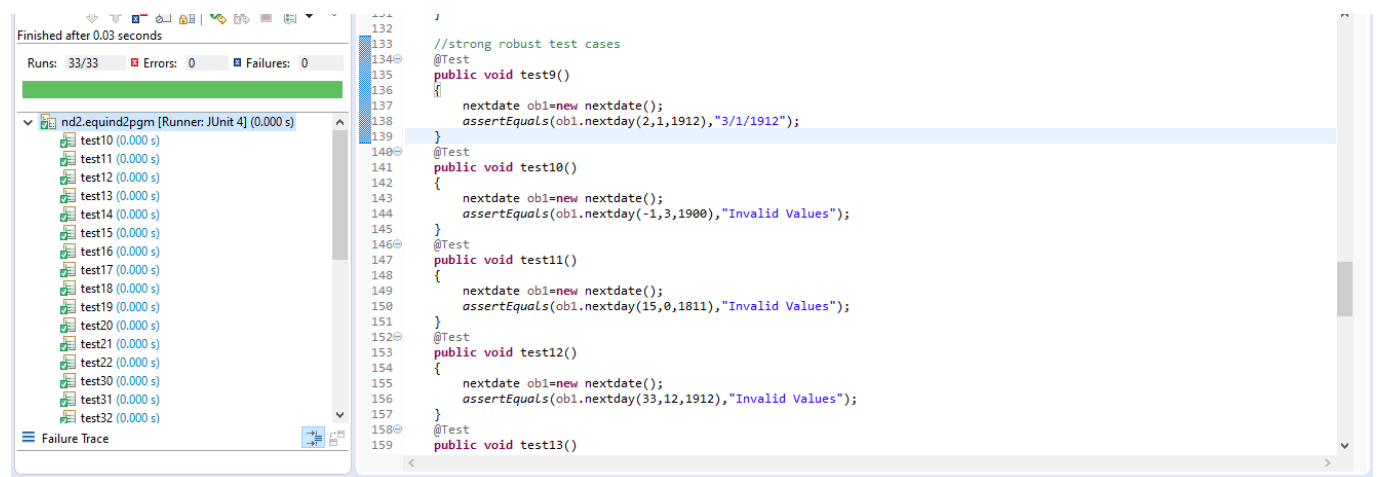 Finished after 0.03 seconds
Runs: 33/33 Errors: 0 Failures: 0
nd2.equind2pgm [Runner: JUnit 4] (0.000 s)
test10 (0.000 s)
test11 (0.000 s)
test12 (0.000 s)
test13 (0.000 s)
test14 (0.000 s)
test15 (0.000 s)
test16 (0.000 s)
test17 (0.000 s)
test18 (0.000 s)
test19 (0.000 s)
test20 (0.000 s)
test21 (0.000 s)
test22 (0.000 s)
test30 (0.000 s)
test31 (0.000 s)
test32 (0.000 s)
Failure Trace
131 }
132
133 //strong robust test cases
134 @Test
135 public void test9()
136 {
137 nextdate ob1=new nextdate();
138 assertEquals(ob1.nextday(2,1,1912),"3/1/1912");
139 }
140 @Test
141 public void test10()
142 {
143 nextdate ob1=new nextdate();
144 assertEquals(ob1.nextday(-1,3,1900),"Invalid Values");
145 }
146 @Test
147 public void test11()
148 {
149 nextdate ob1=new nextdate();
150 assertEquals(ob1.nextday(15,0,1811),"Invalid Values");
151 }
152 @Test
153 public void test12()
154 {
155 nextdate ob1=new nextdate();
156 assertEquals(ob1.nextday(33,12,1912),"Invalid Values");
157 }
158 @Test
159 public void test13()